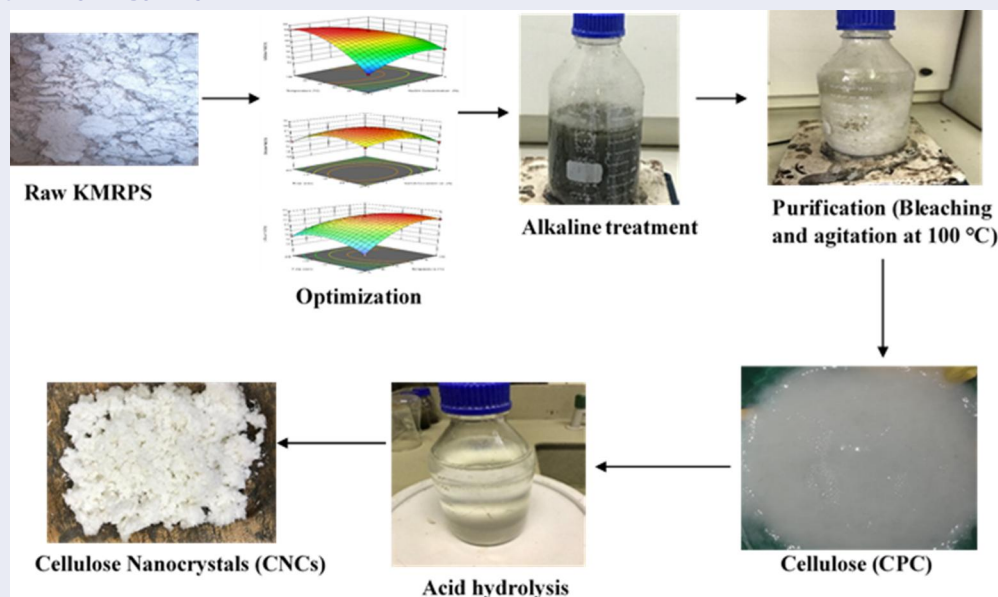 Raw KMRPS
Optimization
Alkaline treatment
Purification (Bleaching
and agitation at 100 °C)
Cellulose (CPC)
Acid hydrolysis
Cellulose Nanocrystals (CNCs)